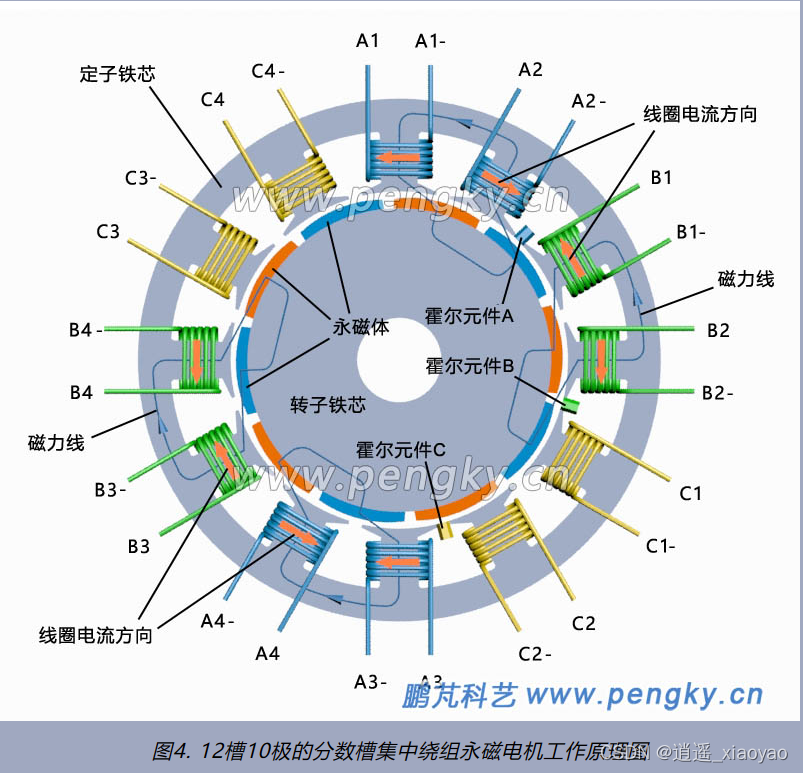 A1 A1-
定子铁芯 C4 - A2
C4 A2 -
线圈电流方向
C3- B1
www.pengky.cn
C3 B1-
磁力线
霍尔元件A
B4 - 永磁体 B2
霍尔元件B
B4 转子铁芯 B2-
磁力线 霍尔元件C
www.pengky.cn
B3- C1
B3 C1-
A4-
线圈电流方向 C2
A4 C2-
A3-
鹏芃科艺 www.pengky.cn
图4. 12槽10极的分数槽集中绕组永磁电机工作原理图
CSDN @逍遥_xiaoyao